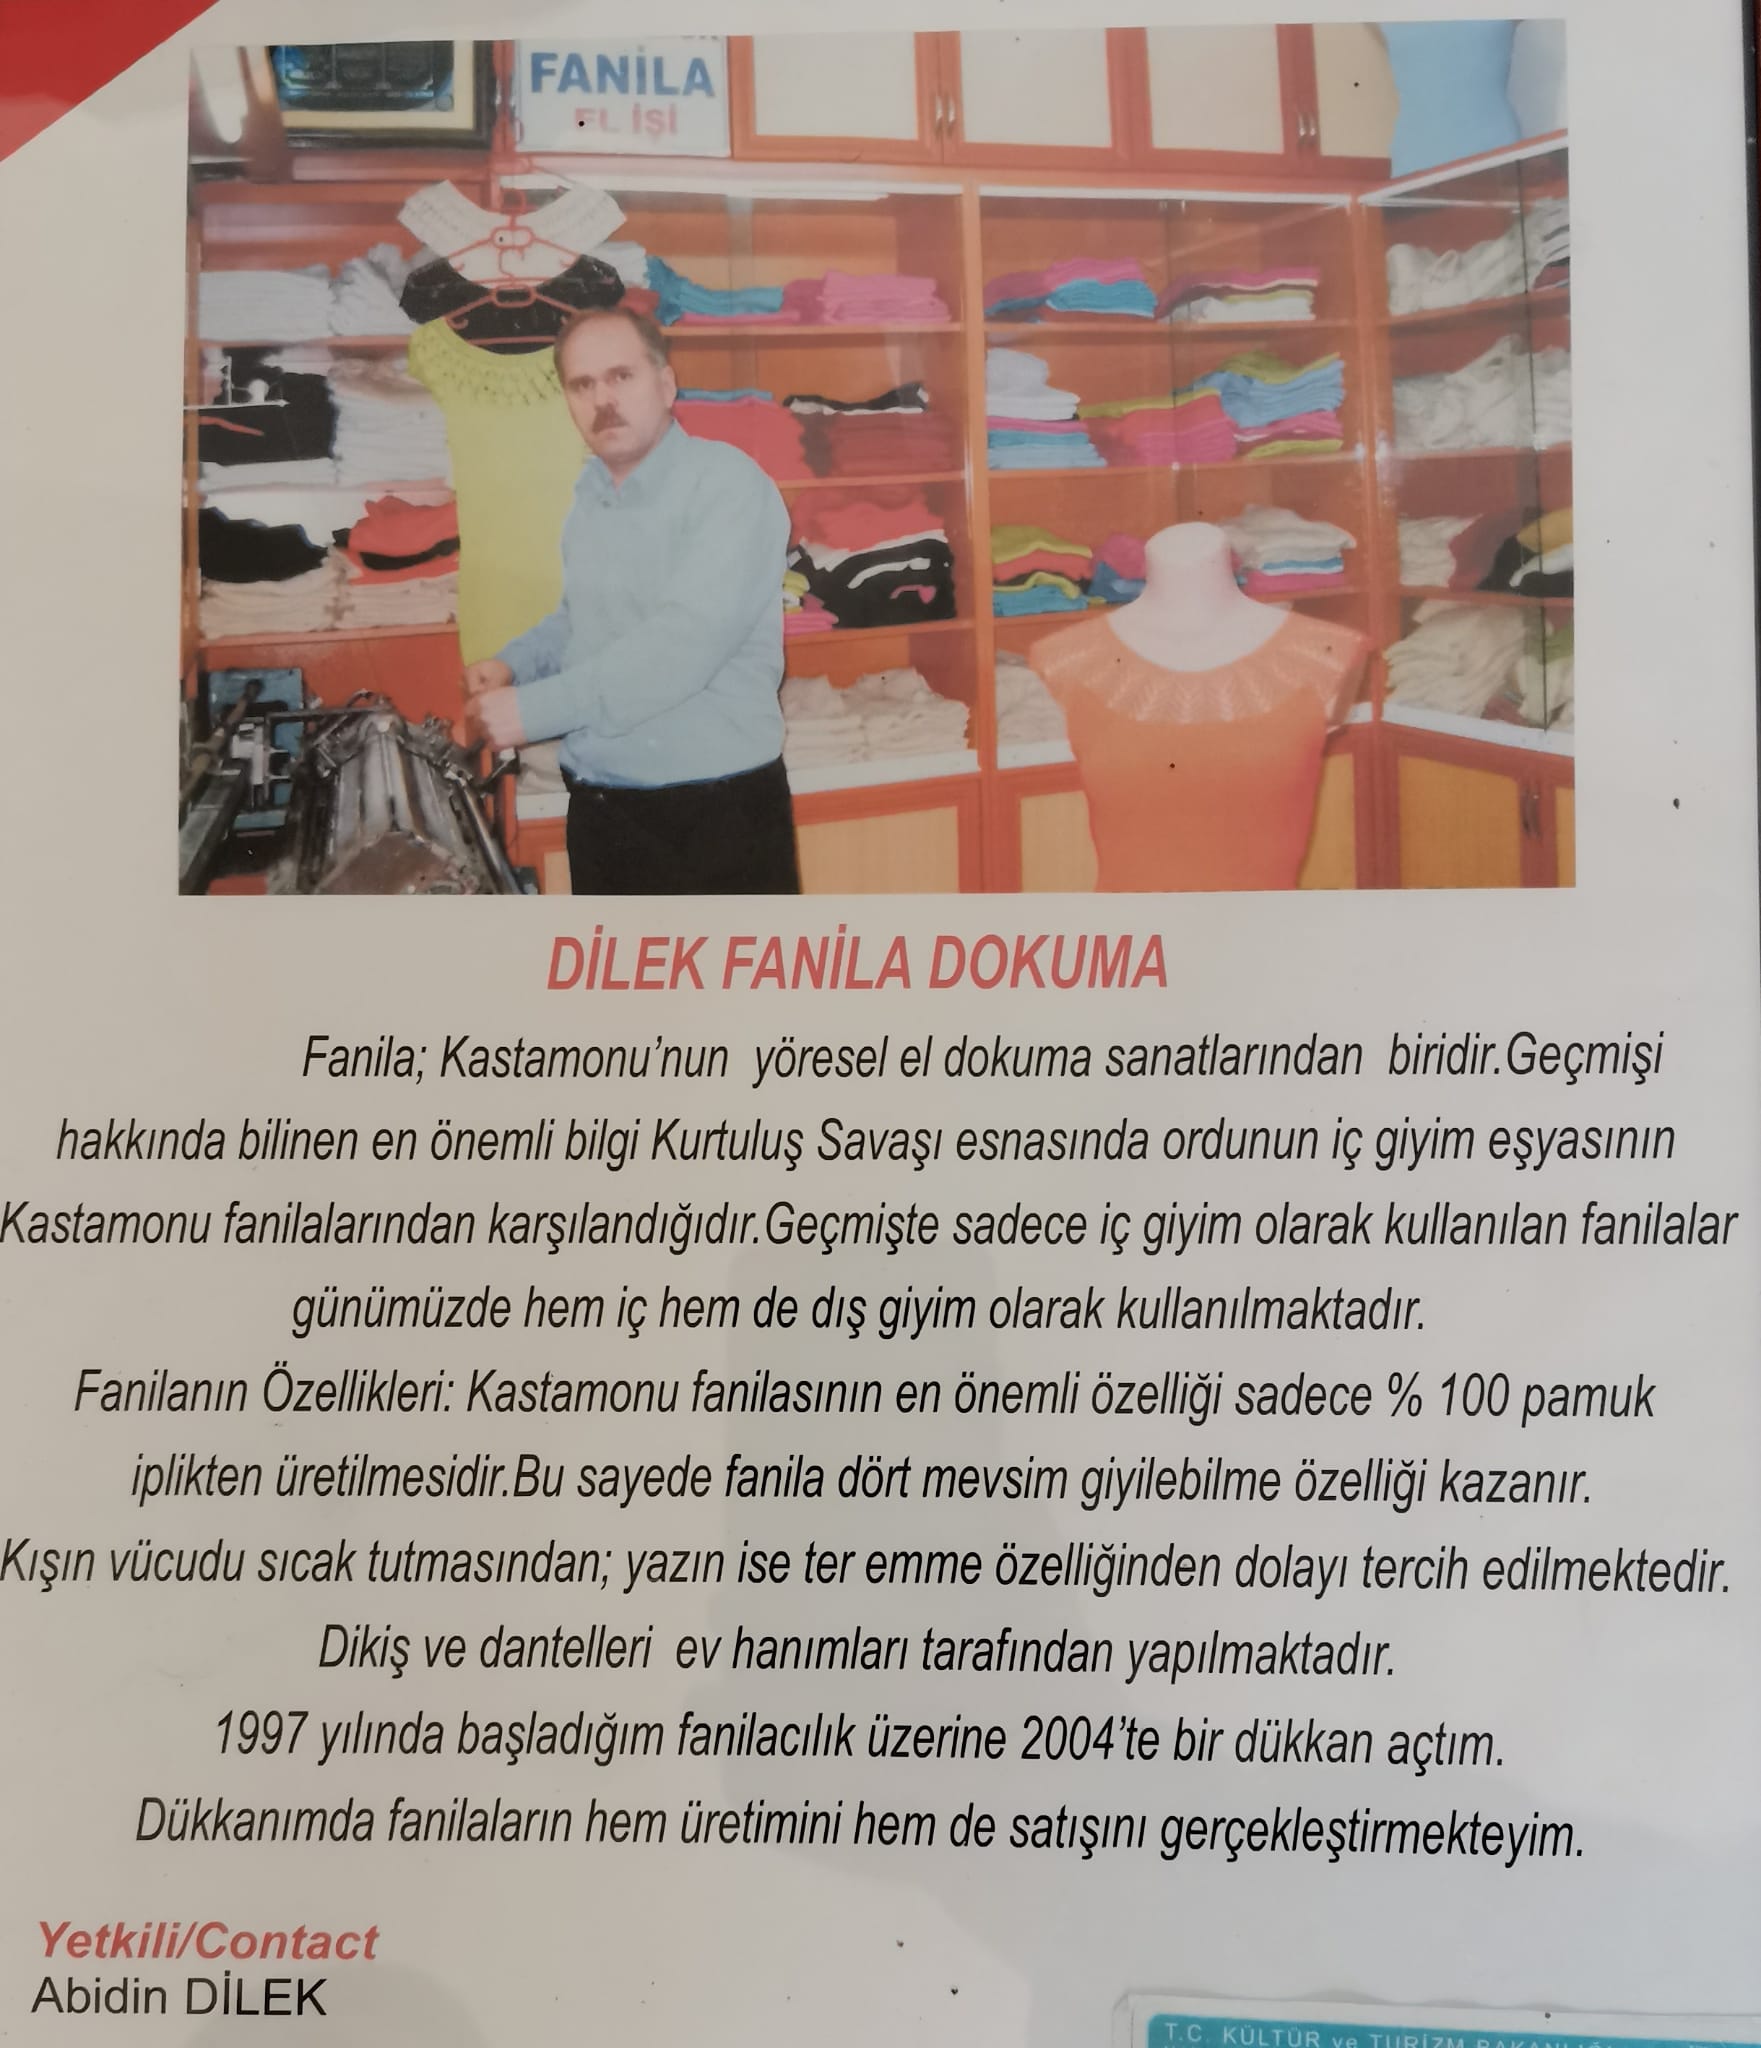 FANİLA
EL İŞİ
DİLEK FANİLA DOKUMA
Fanila; Kastamonu'nun yöresel el dokuma sanatlarından biridir.Geçmişi
hakkında bilinen en önemli bilgi Kurtuluş Savaşı esnasında ordunun iç giyim eşyasının
Kastamonu fanilalarından karşılandığıdır.Geçmişte sadece iç giyim olarak kullanılan fanilalar
günümüzde hem iç hem de dış giyim olarak kullanılmaktadır.
Fanilanın Özellikleri: Kastamonu fanilasının en önemli özelliği sadece % 100 pamuk
iplikten üretilmesidir.Bu sayede fanila dört mevsim giyilebilme özelliği kazanır.
Kışın vücudu sıcak tutmasından; yazın ise ter emme özelliğinden dolayı tercih edilmektedir.
Dikiş ve dantelleri ev hanımları tarafından yapılmaktadır.
1997 yılında başladığım fanilacılık üzerine 2004'te bir dükkan açtım.
Dükkanımda fanilaların hem üretimini hem de satışını gerçekleştirmekteyim.
Yetkili/Contact
Abidin DİLEK
T.C. KÜLTÜR ve TURİZM